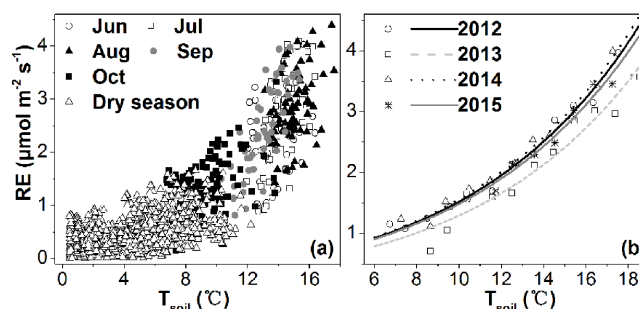 Jun Jul
Aug Sep
Oct
Dry season
RE (μmol m⁻² s⁻¹)
4
3
2
1
0
(a)
0 4 8 12 16
T_soil (℃)
2012
2013
2014
2015
4
3
2
1
(b)
6 8 10 12 14 16 18
T_soil (℃)